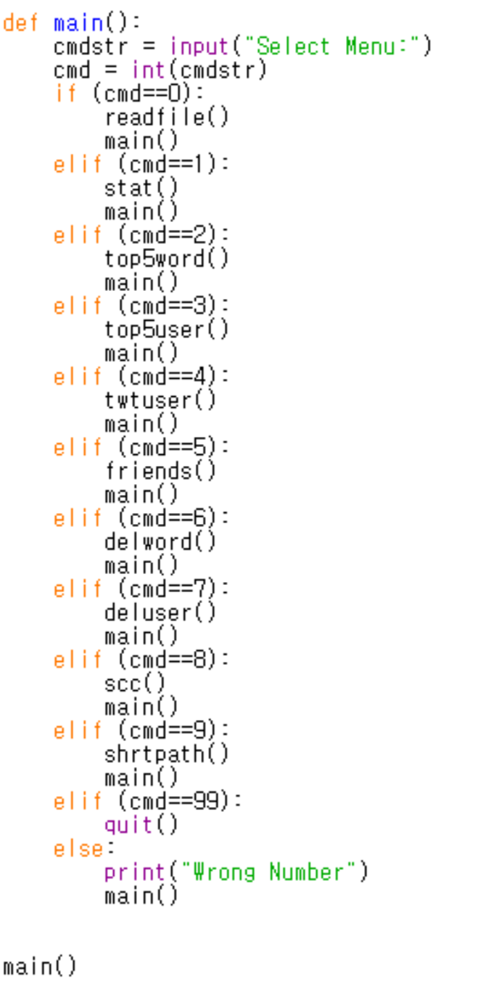 def main():
    cmdstr = input("Select Menu:")
    cmd = int(cmdstr)
    if (cmd==0):
        readfile()
        main()
    elif (cmd==1):
        stat()
        main()
    elif (cmd==2):
        top5word()
        main()
    elif (cmd==3):
        top5user()
        main()
    elif (cmd==4):
        twtuser()
        main()
    elif (cmd==5):
        friends()
        main()
    elif (cmd==6):
        delword()
        main()
    elif (cmd==7):
        deluser()
        main()
    elif (cmd==8):
        scc()
        main()
    elif (cmd==9):
        shrtpath()
        main()
    elif (cmd==99):
        quit()
    else:
        print("Wrong Number")
        main()
main()